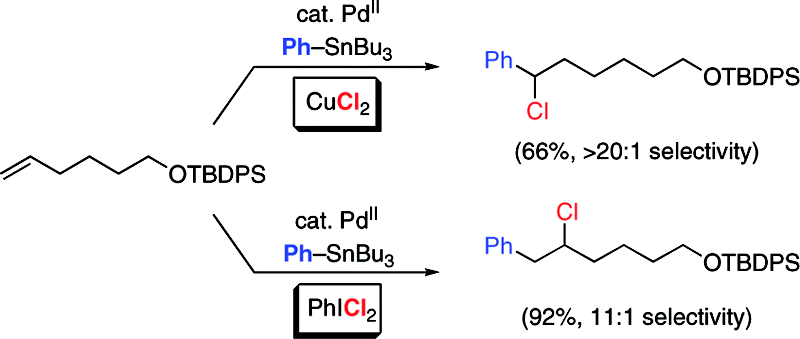 cat. Pd^II
Ph–SnBu₃
CuCl₂
Ph
Cl
OTBDPS
(66%, >20:1 selectivity)
OTBDPS
cat. Pd^II
Ph–SnBu₃
PhICl₂
Cl
Ph
OTBDPS
(92%, 11:1 selectivity)